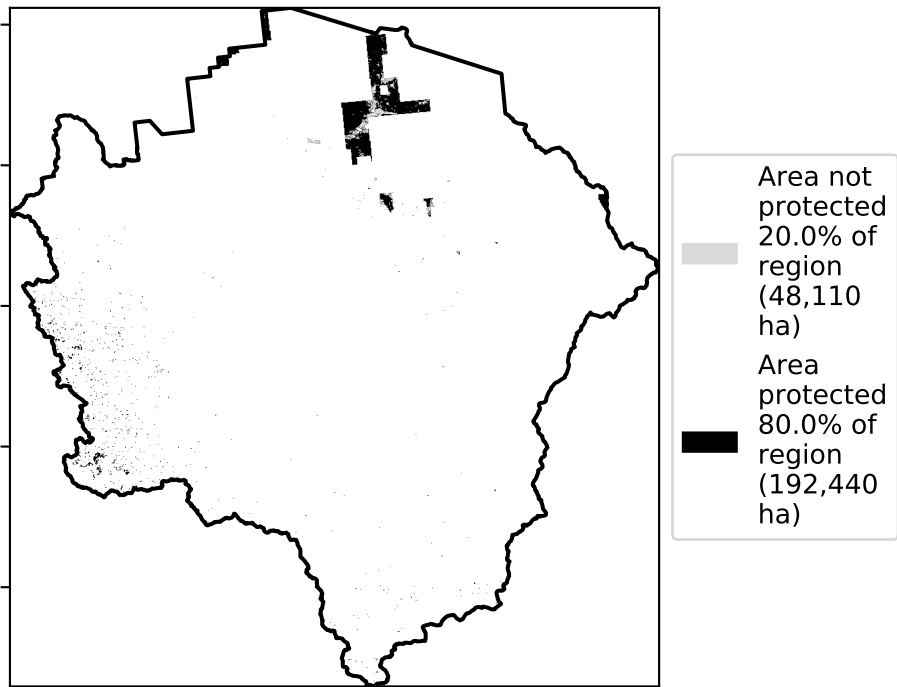 Area not
protected
20.0% of
region
(48,110
ha)
Area
protected
80.0% of
region
(192,440
ha)